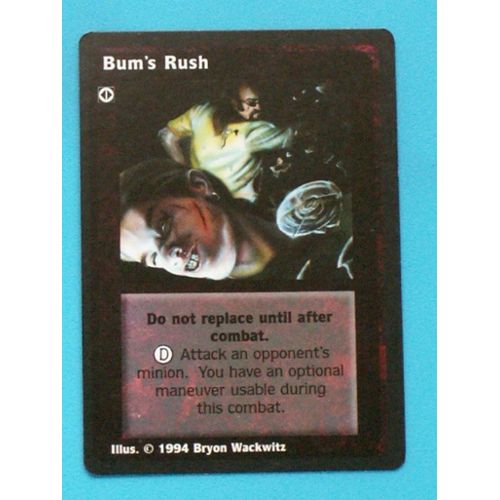 Bum's Rush
Do not replace until after
combat.
D Attack an opponent's
minion. You have an optional
maneuver usable during
this combat.
Illus. © 1994 Bryon Wackwitz